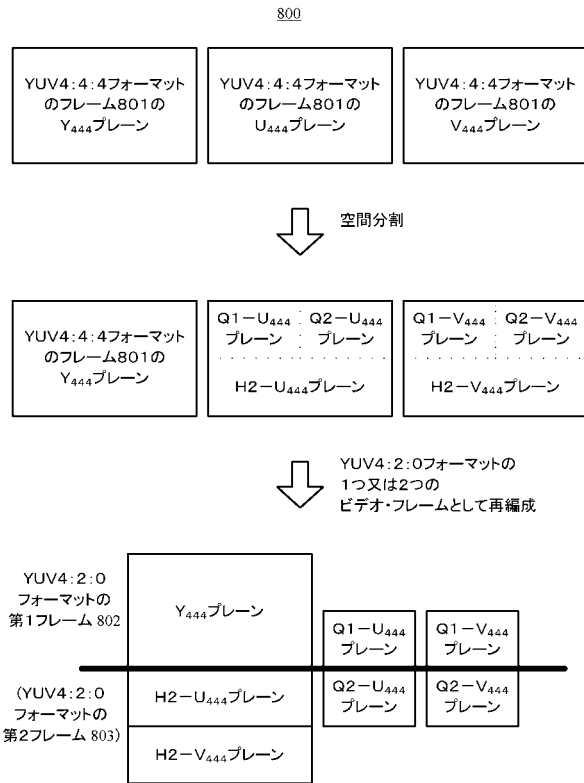 800
YUV4:4:4フォーマット
のフレーム801の
Y₄₄₄プレーン
YUV4:4:4フォーマット
のフレーム801の
U₄₄₄プレーン
YUV4:4:4フォーマット
のフレーム801の
V₄₄₄プレーン
空間分割
YUV4:4:4フォーマット
のフレーム801の
Y₄₄₄プレーン
Q1−U₄₄₄
プレーン
Q2−U₄₄₄
プレーン
H2−U₄₄₄プレーン
Q1−V₄₄₄
プレーン
Q2−V₄₄₄
プレーン
H2−V₄₄₄プレーン
YUV4:2:0フォーマットの
1つ又は2つの
ビデオ・フレームとして再編成
YUV4:2:0
フォーマットの
第1フレーム 802
Y₄₄₄プレーン
Q1−U₄₄₄
プレーン
Q1−V₄₄₄
プレーン
(YUV4:2:0
フォーマットの
第2フレーム 803)
H2−U₄₄₄プレーン
H2−V₄₄₄プレーン
Q2−U₄₄₄
プレーン
Q2−V₄₄₄
プレーン